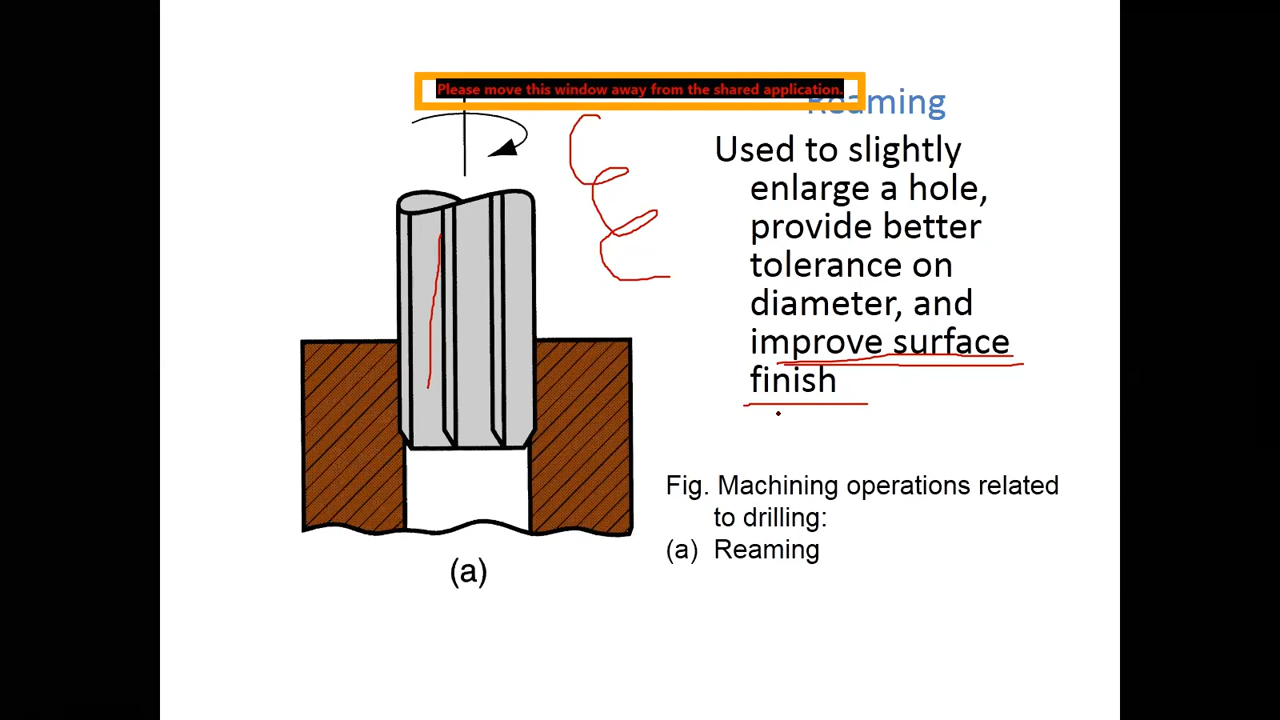 Please move this window away from the shared application.
Reaming
Used to slightly
enlarge a hole,
provide better
tolerance on
diameter, and
improve surface
finish
Fig. Machining operations related
to drilling:
(a) Reaming
(a)